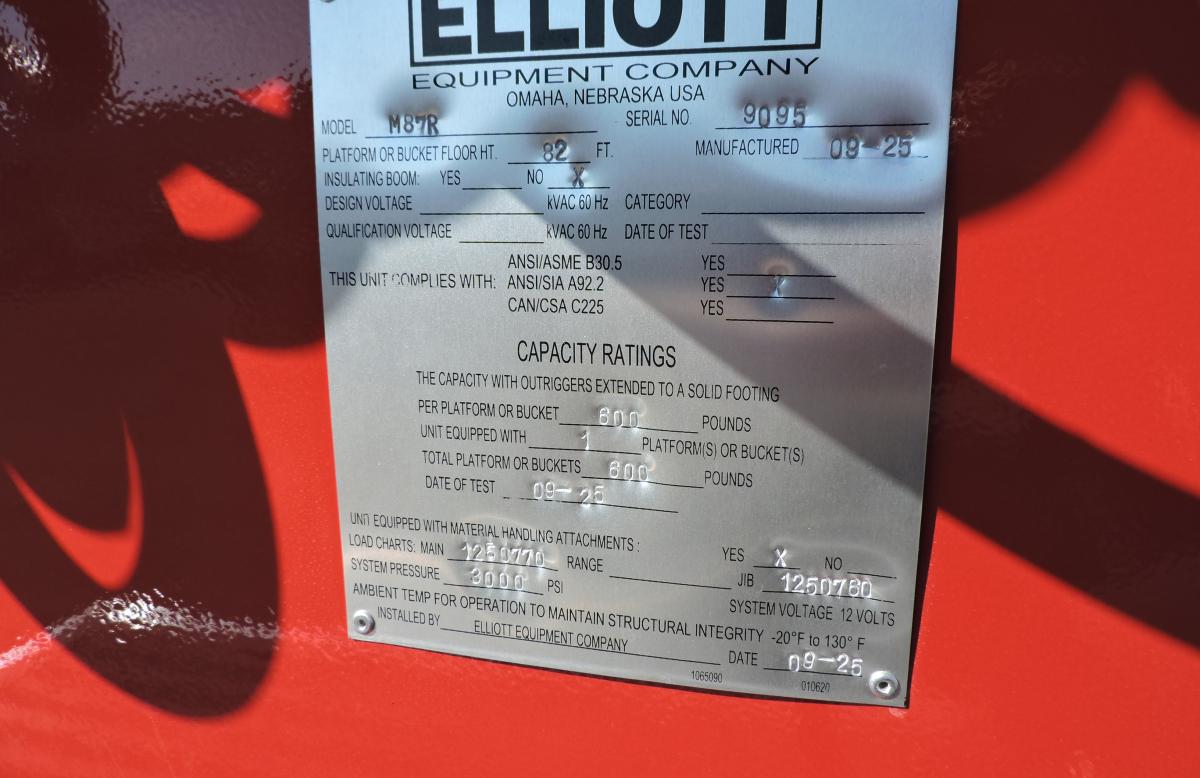 ELLIOTT
EQUIPMENT COMPANY
OMAHA, NEBRASKA USA
MODEL M87R SERIAL NO. 9095
PLATFORM OR BUCKET FLOOR HT. 82 FT. MANUFACTURED 09-25
INSULATING BOOM: YES NO X
DESIGN VOLTAGE kVAC 60 Hz CATEGORY
QUALIFICATION VOLTAGE kVAC 60 Hz DATE OF TEST
ANSI/ASME B30.5 YES
THIS UNIT COMPLIES WITH: ANSI/SIA A92.2 YES X
CAN/CSA C225 YES
CAPACITY RATINGS
THE CAPACITY WITH OUTRIGGERS EXTENDED TO A SOLID FOOTING
PER PLATFORM OR BUCKET 600 POUNDS
UNIT EQUIPPED WITH 1 PLATFORM(S) OR BUCKET(S)
TOTAL PLATFORM OR BUCKETS 600 POUNDS
DATE OF TEST 09-25
UNIT EQUIPPED WITH MATERIAL HANDLING ATTACHMENTS : YES X NO
LOAD CHARTS: MAIN 1250770 RANGE JIB 1250760
SYSTEM PRESSURE 3000 PSI SYSTEM VOLTAGE 12 VOLTS
AMBIENT TEMP FOR OPERATION TO MAINTAIN STRUCTURAL INTEGRITY -20°F to 130° F
INSTALLED BY ELLIOTT EQUIPMENT COMPANY DATE 09-25
1065090 010620